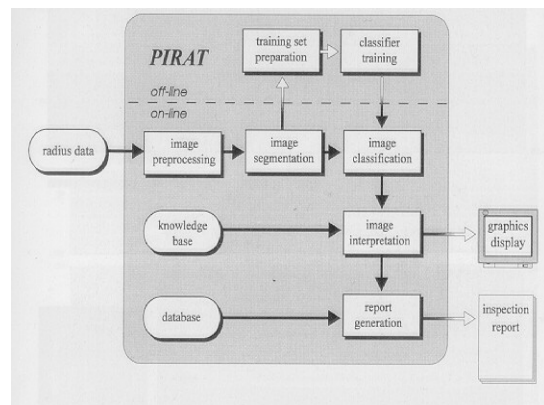 PIRAT
training set
preparation
classifier
training
off-line
on-line
radius data
image
preprocessing
image
segmentation
image
classification
knowledge
base
image
interpretation
graphics
display
database
report
generation
inspection
report